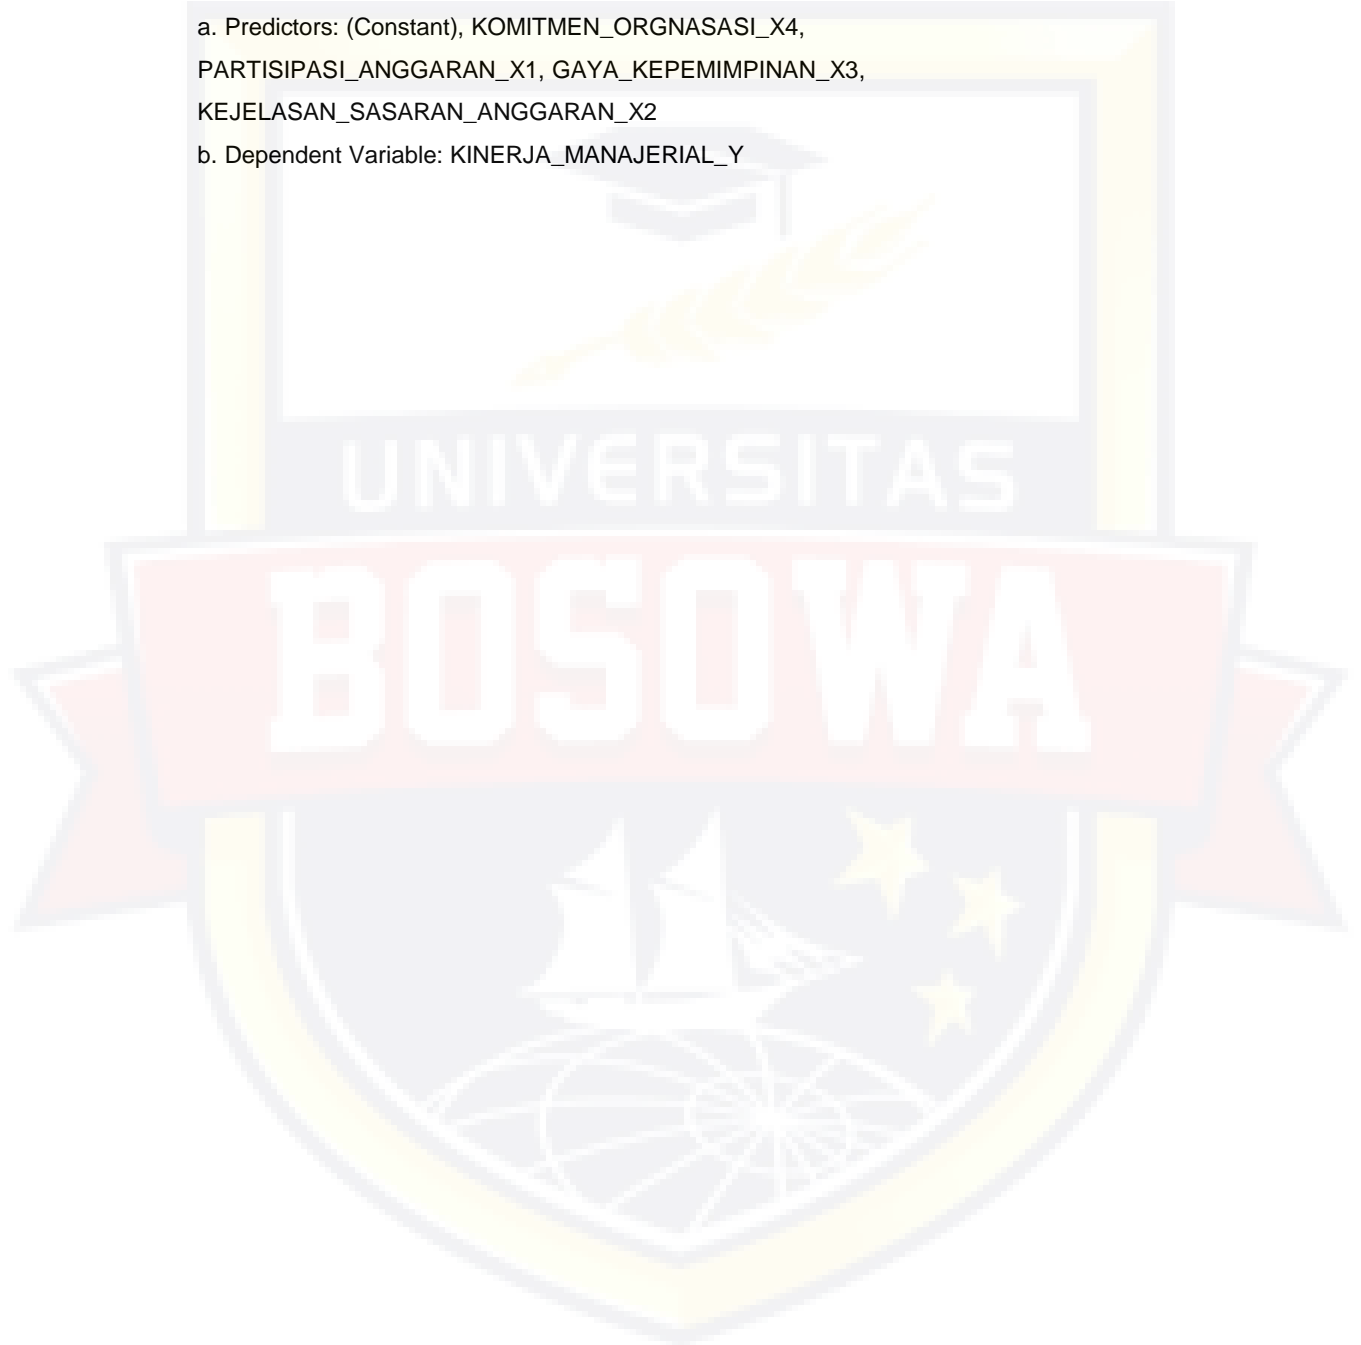 a. Predictors: (Constant), KOMITMEN_ORGNASASI_X4,
PARTISIPASI_ANGGARAN_X1, GAYA_KEPEMIMPINAN_X3,
KEJELASAN_SASARAN_ANGGARAN_X2
b. Dependent Variable: KINERJA_MANAJERIAL_Y
UNIVERSITAS
BOSOWA